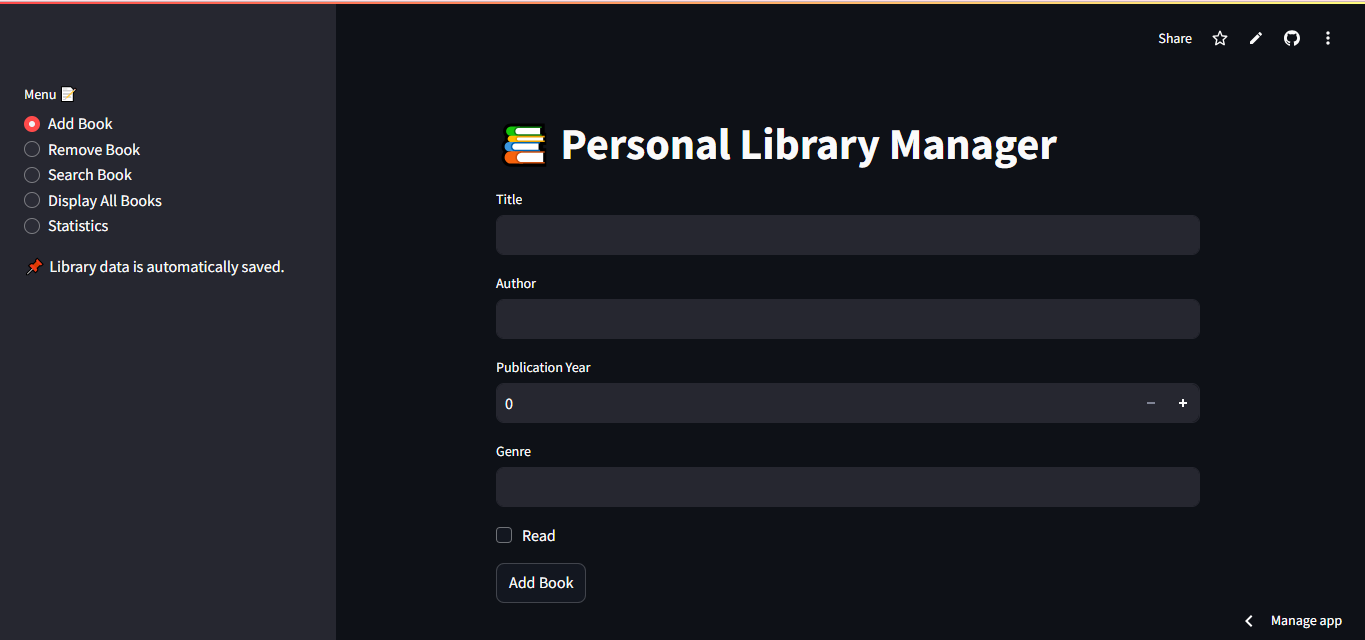 Share
Menu 📝
Add Book
Remove Book
Search Book
Display All Books
Statistics
📌 Library data is automatically saved.
📚 Personal Library Manager
Title
Author
Publication Year
0
Genre
Read
Add Book
Manage app